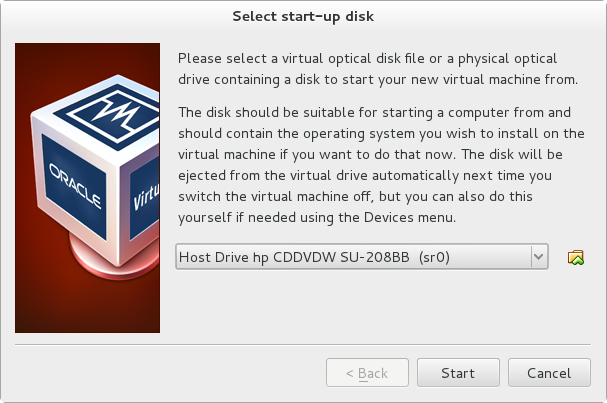 Select start-up disk
Please select a virtual optical disk file or a physical optical
drive containing a disk to start your new virtual machine from.
The disk should be suitable for starting a computer from and
should contain the operating system you wish to install on the
virtual machine if you want to do that now. The disk will be
ejected from the virtual drive automatically next time you
switch the virtual machine off, but you can also do this
yourself if needed using the Devices menu.
ORACLE
Virtu
Host Drive hp CDDVDW SU-208BB (sr0)
< Back
Start
Cancel